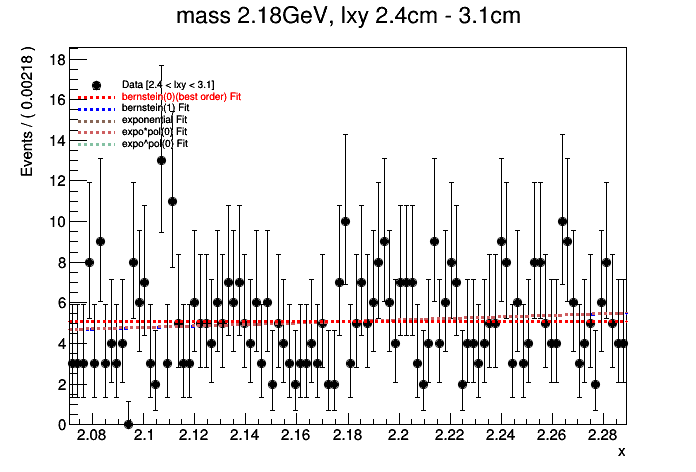 mass 2.18GeV, lxy 2.4cm - 3.1cm
Events / ( 0.00218 )
18
16
14
12
10
8
6
4
2
0
Data [2.4 < lxy < 3.1]
bernstein(0)(best order) Fit
bernstein(1) Fit
exponential Fit
expo*pol(0) Fit
expo^pol(0) Fit
2.08 2.1 2.12 2.14 2.16 2.18 2.2 2.22 2.24 2.26 2.28
x